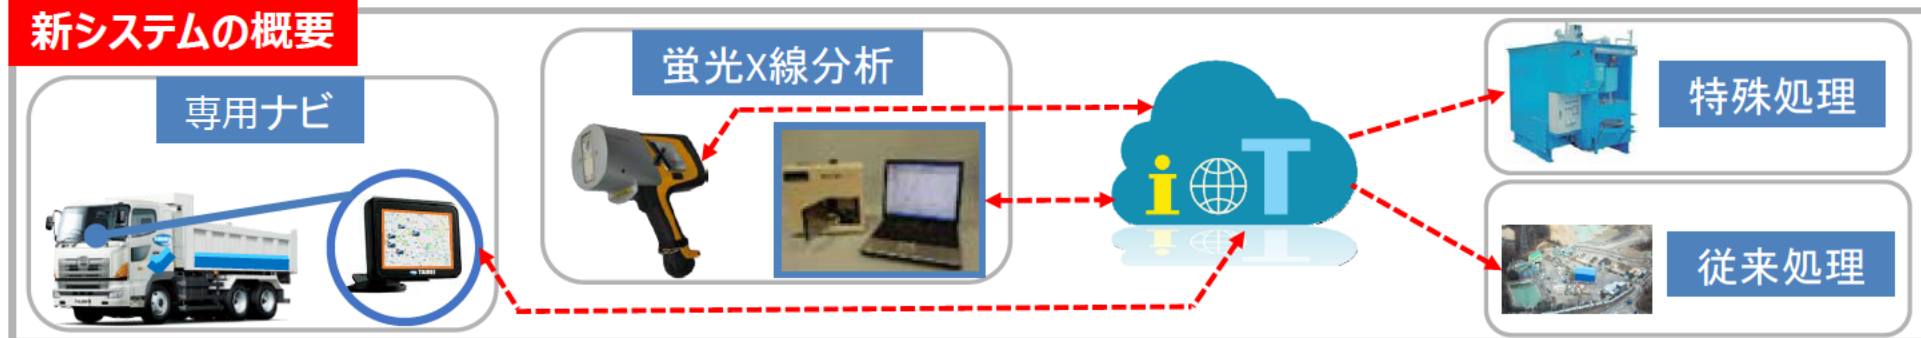 新システムの概要
専用ナビ
蛍光X線分析
iOT
特殊処理
従来処理